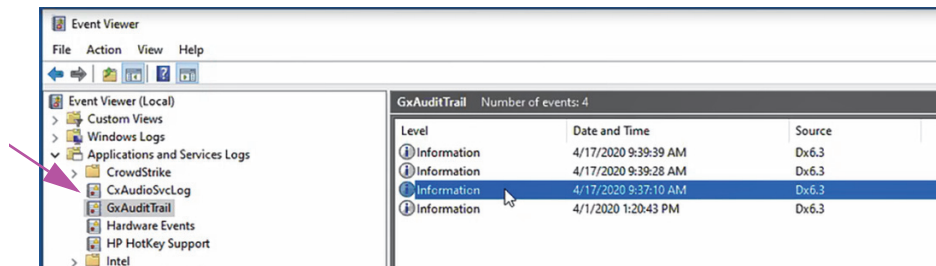 Event Viewer
File Action View Help
Event Viewer (Local)
Custom Views
Windows Logs
Applications and Services Logs
CrowdStrike
CxAudioSvcLog
GxAuditTrail
Hardware Events
HP HotKey Support
Intel
GxAuditTrail Number of events: 4
Level Date and Time Source
Information 4/17/2020 9:39:39 AM Dx6.3
Information 4/17/2020 9:39:28 AM Dx6.3
Information 4/17/2020 9:37:10 AM Dx6.3
Information 4/1/2020 1:20:43 PM Dx6.3